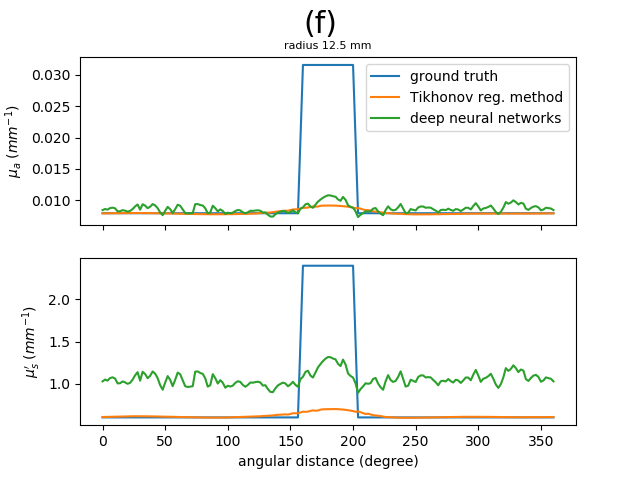 (f)
radius 12.5 mm
μₐ (mm⁻¹)
0.030
0.025
0.020
0.015
0.010
ground truth
Tikhonov reg. method
deep neural networks
μ′ₛ (mm⁻¹)
2.0
1.5
1.0
0 50 100 150 200 250 300 350
angular distance (degree)